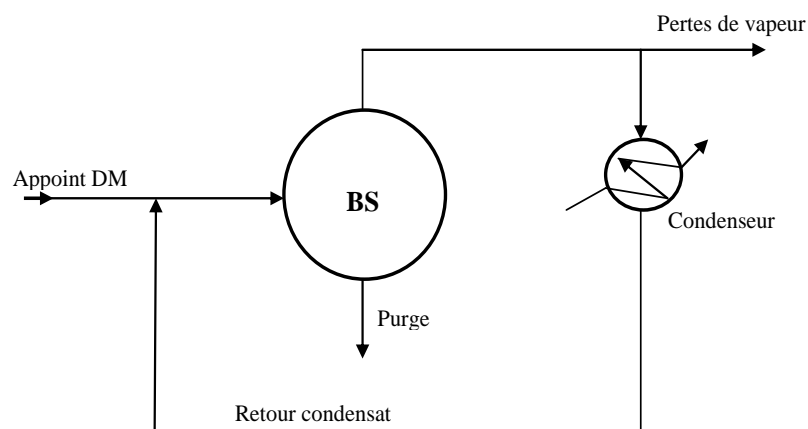 Pertes de vapeur
Appoint DM
BS
Condenseur
Purge
Retour condensat